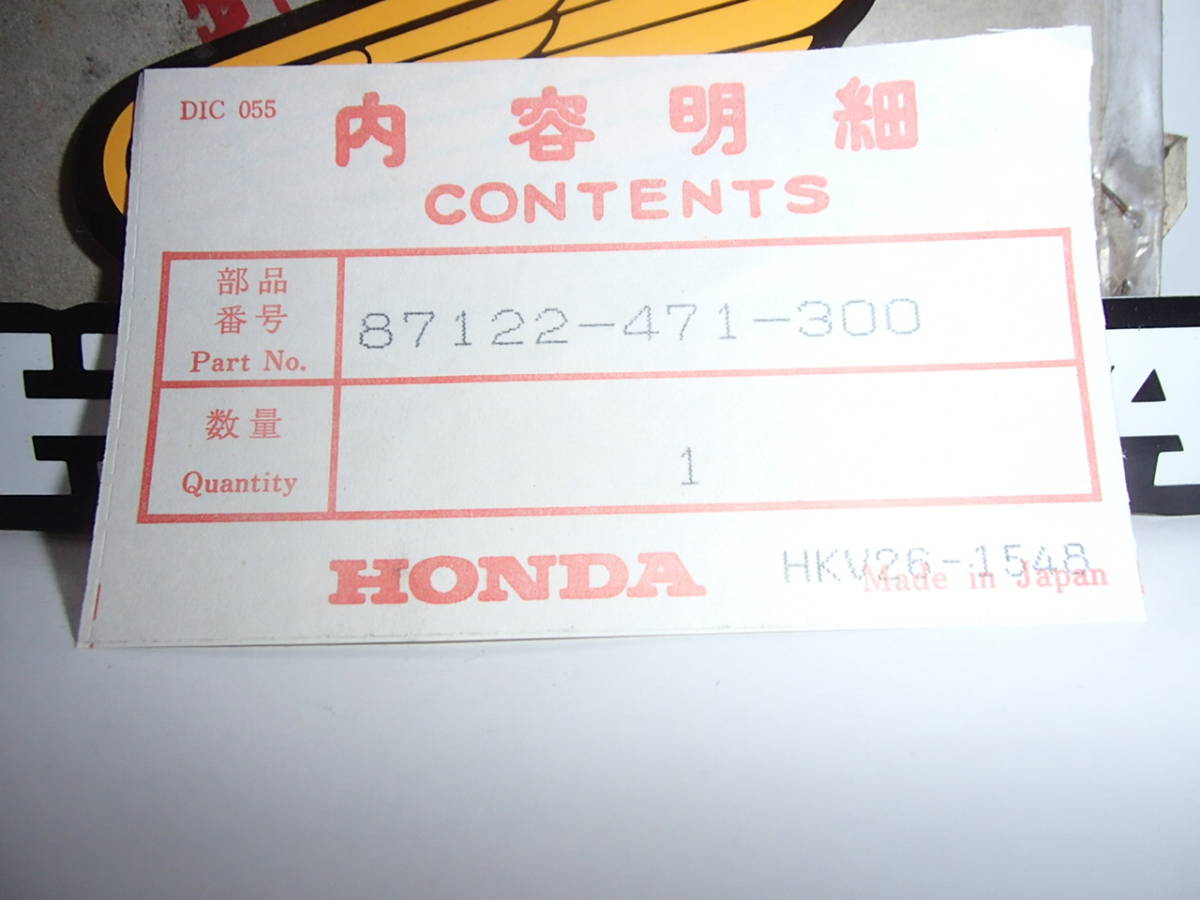 DIC 055
内容明細
CONTENTS
部品
番号
Part No.
87122-471-300
数量
Quantity
1
HONDA
HKV26-1548
Made in Japan